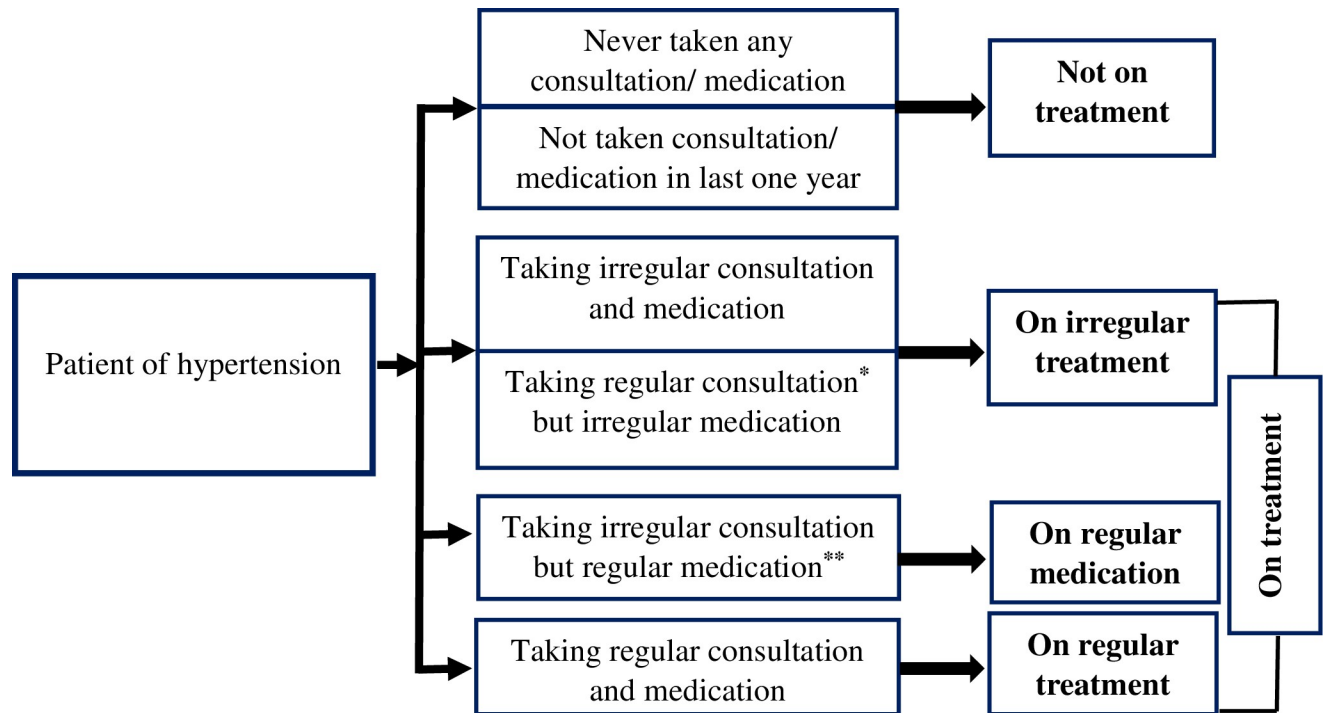 Never taken any
consultation/ medication
Not taken consultation/
medication in last one year
Not on
treatment
Patient of hypertension
Taking irregular consultation
and medication
Taking regular consultation*
but irregular medication
On irregular
treatment
Taking irregular consultation
but regular medication**
On regular
medication
Taking regular consultation
and medication
On regular
treatment
On treatment